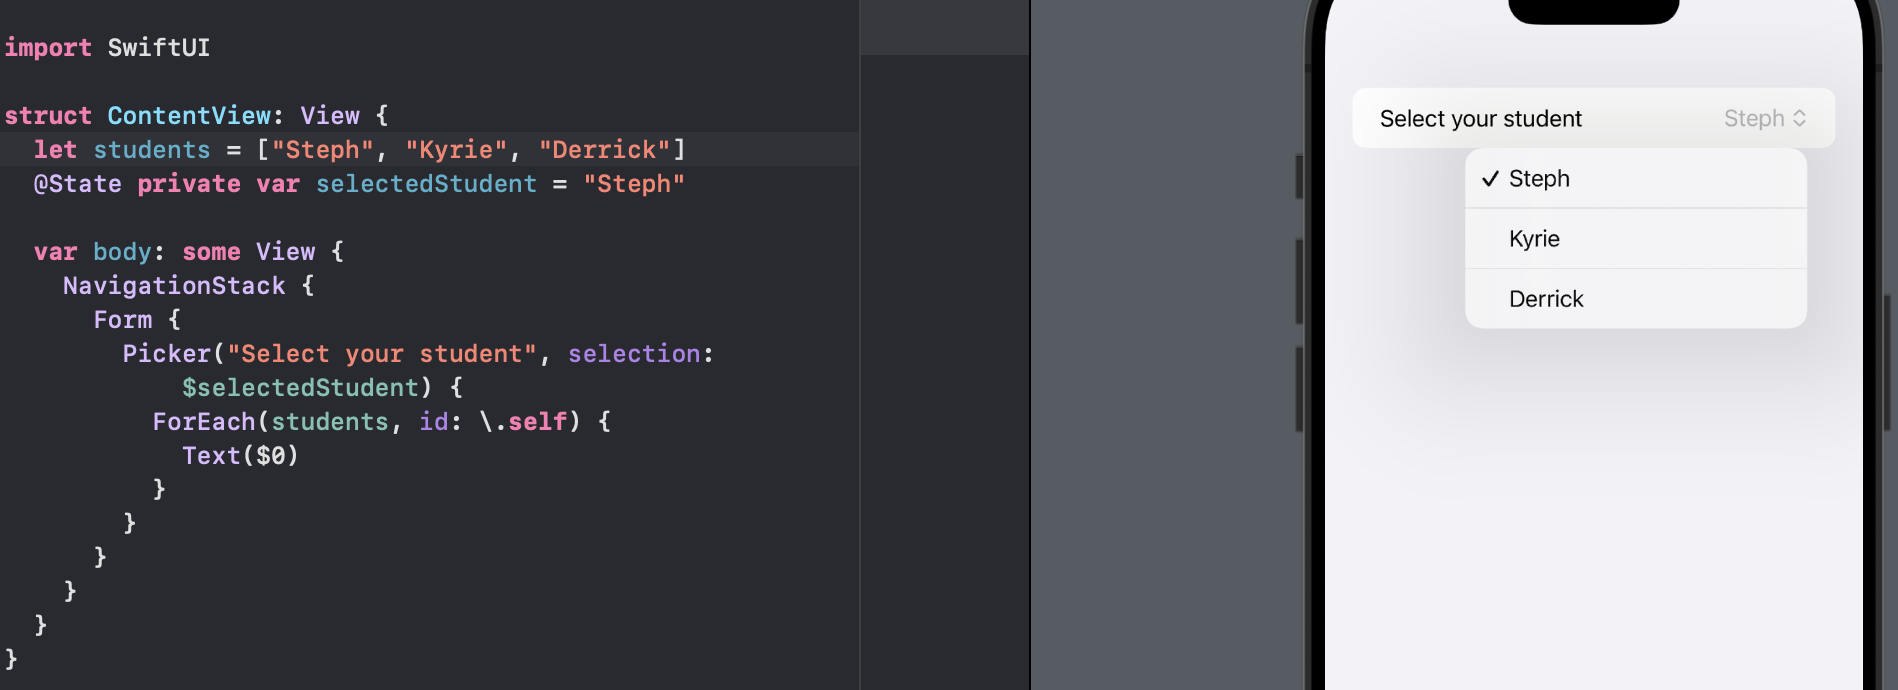 import SwiftUI
struct ContentView: View {
let students = ["Steph", "Kyrie", "Derrick"]
@State private var selectedStudent = "Steph"
var body: some View {
NavigationStack {
Form {
Picker("Select your student", selection:
$selectedStudent) {
ForEach(students, id: \.self) {
Text($0)
}
}
}
}
}
}
Select your student Steph
Steph
Kyrie
Derrick